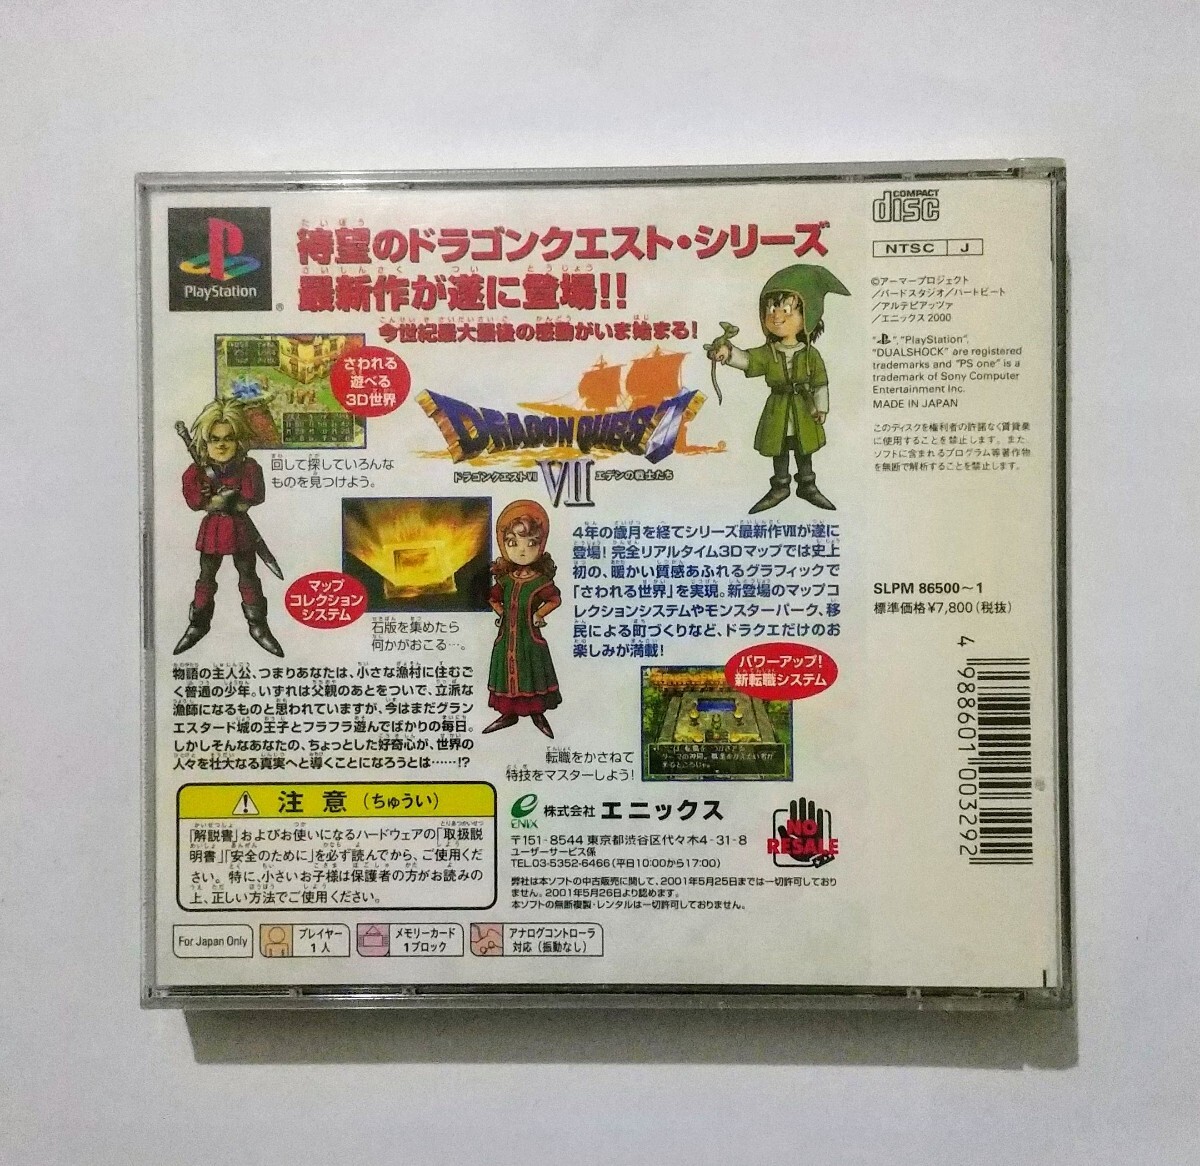 PlayStation
®
待望のドラゴンクエスト・シリーズ
最新作が遂に登場!!
今世紀最大最後の感動がいま始まる!
さわれる
遊べる
3D世界
回して探していろんな
ものを見つけよう。
DRAGON QUEST
ドラゴンクエストVII VII エデンの戦士たち
マップ
コレクション
システム
石版を集めたら
何かがおこる…。
4年の歳月を経てシリーズ最新作VIIが遂に
登場! 完全リアルタイム3Dマップでは史上
初の、暖かい質感あふれるグラフィックで
「さわれる世界」を実現。新登場のマップコ
レクションシステムやモンスターパーク、移
民による町づくりなど、ドラクエだけのお
楽しみが満載!
パワーアップ!
新転職システム
物語の主人公、つまりあなたは、小さな漁村に住むご
く普通の少年。いずれは父親のあとをついで、立派な
漁師になるものと思われていますが、今はまだグラン
エスタード城の王子とフラフラ遊んでばかりの毎日。
しかしそんなあなたの、ちょっとした好奇心が、世界の
人々を壮大なる真実へと導くことになろうとは……!?
転職をかさねて
特技をマスターしよう!
注 意 (ちゅうい)
「解説書」およびお使いになるハードウェアの「取扱説
明書」「安全のために」を必ず読んでから、ご使用くだ
さい。特に、小さいお子様は保護者の方がお読みの
上、正しい方法でご使用ください。
For Japan Only
プレイヤー
1人
メモリーカード
1ブロック
アナログコントローラ
対応(振動なし)
ENIX 株式会社 エニックス
〒151-8544 東京都渋谷区代々木4-31-8
ユーザーサービス係
TEL.03-5352-6466 (平日10:00から17:00)
弊社は本ソフトの中古販売に関して、2001年5月25日までは一切許可しており
ません。2001年5月26日より認めます。
本ソフトの無断複製・レンタルは一切許可しておりません。
NO
RESALE
COMPACT
disc
NTSC J
©アーマープロジェクト
/バードスタジオ/ハートビート
/アルテピアッツァ
/エニックス 2000
" ", "PlayStation",
"DUALSHOCK" are registered
trademarks and "PS one" is a
trademark of Sony Computer
Entertainment Inc.
MADE IN JAPAN
このディスクを権利者の許諾なく賃貸業
に使用することを禁止します。また、
ソフトに含まれるプログラム等著作物
を無断で解析することを禁止します。
SLPM 86500～1
標準価格¥7,800(税抜)
4 988601 003292